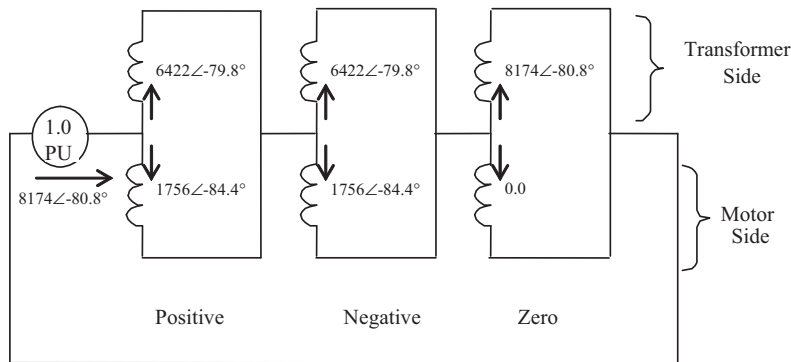 6422∠-79.8°
6422∠-79.8°
8174∠-80.8°
Transformer
Side
1.0
PU
8174∠-80.8°
1756∠-84.4°
1756∠-84.4°
0.0
Motor
Side
Positive
Negative
Zero